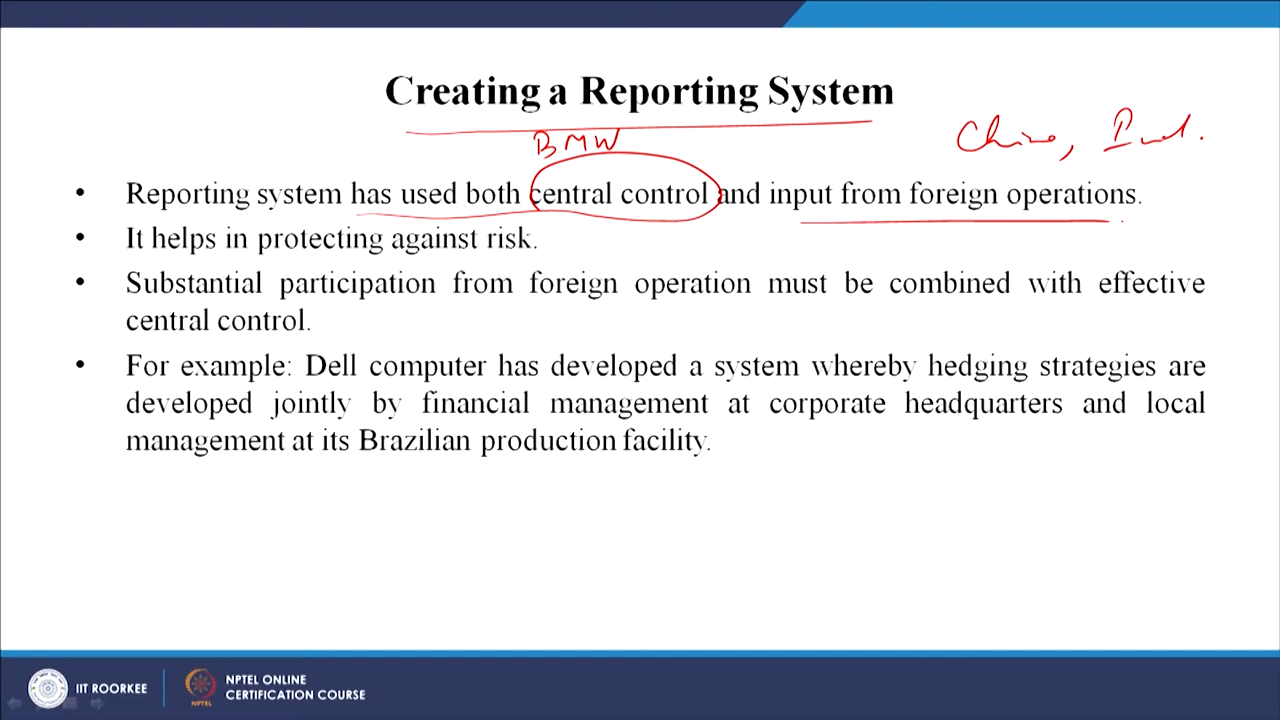 Creating a Reporting System
BMW
China, Ind.
• Reporting system has used both central control and input from foreign operations.
• It helps in protecting against risk.
• Substantial participation from foreign operation must be combined with effective
central control.
• For example: Dell computer has developed a system whereby hedging strategies are
developed jointly by financial management at corporate headquarters and local
management at its Brazilian production facility.
IIT ROORKEE
NPTEL ONLINE
CERTIFICATION COURSE
NPTEL